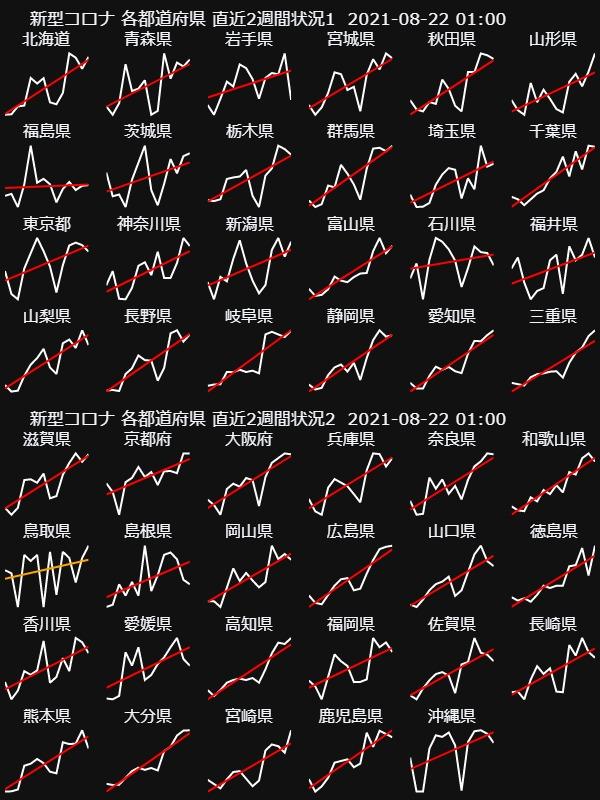 新型コロナ 各都道府県 直近2週間状況1 2021-08-22 01:00
北海道 青森県 岩手県 宮城県 秋田県 山形県
福島県 茨城県 栃木県 群馬県 埼玉県 千葉県
東京都 神奈川県 新潟県 富山県 石川県 福井県
山梨県 長野県 岐阜県 静岡県 愛知県 三重県
新型コロナ 各都道府県 直近2週間状況2 2021-08-22 01:00
滋賀県 京都府 大阪府 兵庫県 奈良県 和歌山県
鳥取県 島根県 岡山県 広島県 山口県 徳島県
香川県 愛媛県 高知県 福岡県 佐賀県 長崎県
熊本県 大分県 宮崎県 鹿児島県 沖縄県